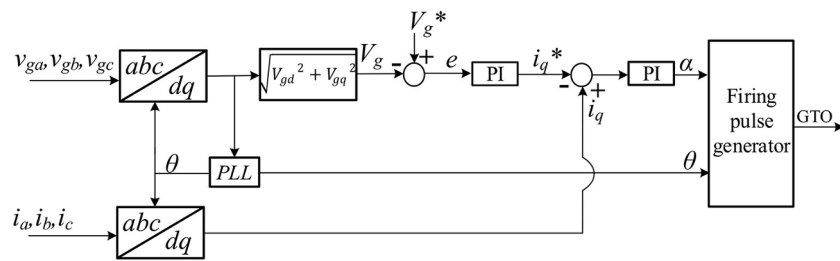 V_g*
v_ga,v_gb,v_gc
abc
dq
√V_gd² + V_gq²
V_g
-
+
e
PI
i_q*
-
+
PI
α
i_q
Firing
pulse
generator
GTO
θ
PLL
θ
i_a,i_b,i_c
abc
dq